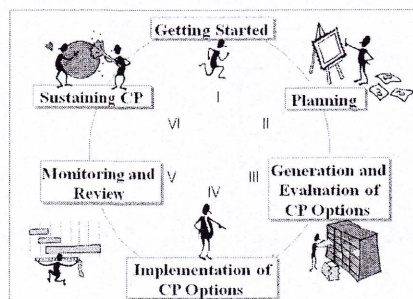 Getting Started
I
Planning
II
Generation and
Evaluation of
CP Options
III
Implementation of
CP Options
IV
Monitoring and
Review
V
Sustaining CP
VI